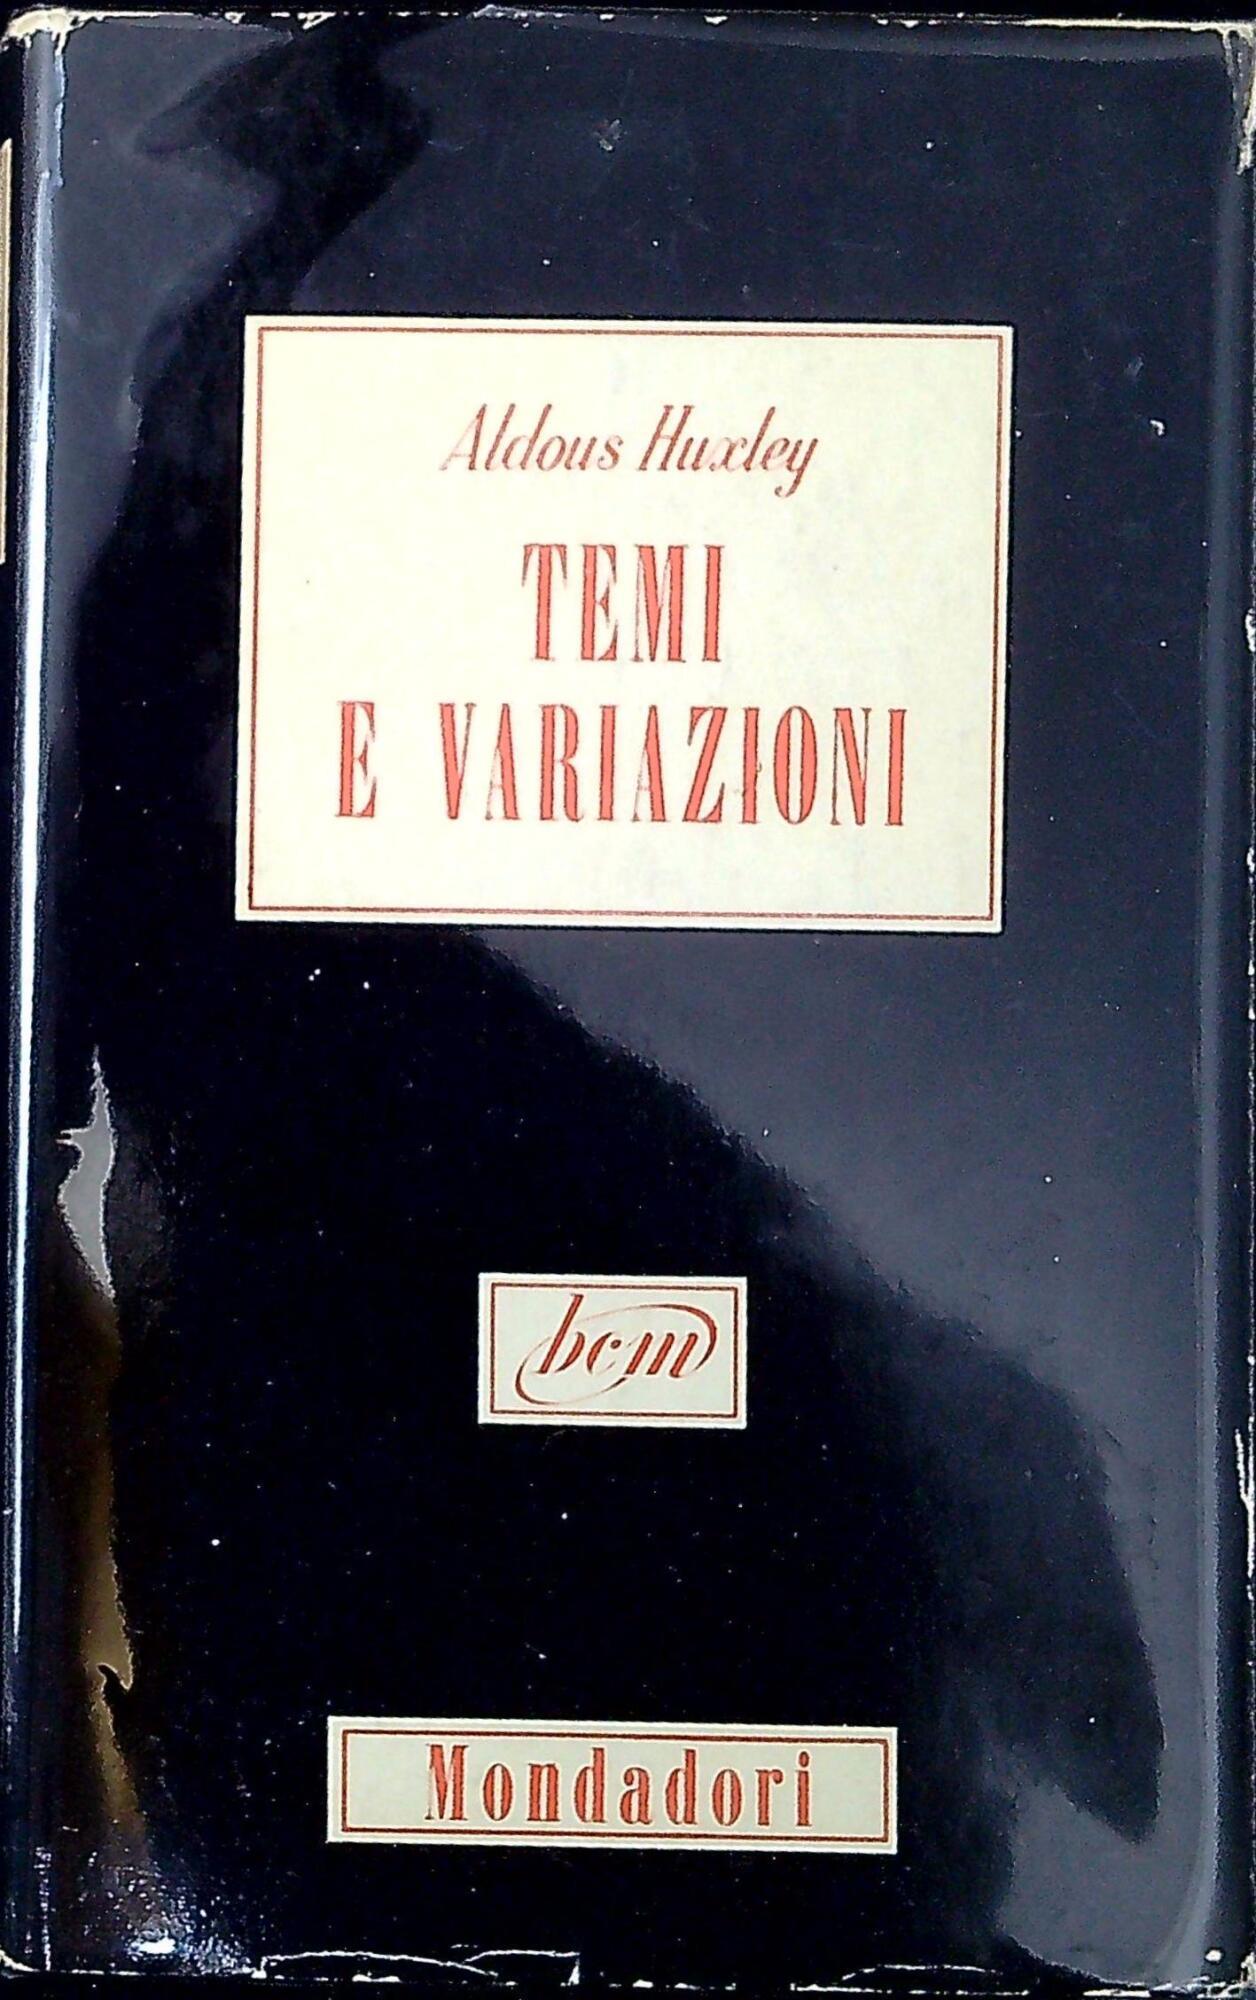 Aldous Huxley
TEMI
E VARIAZIONI
bcm
Mondadori